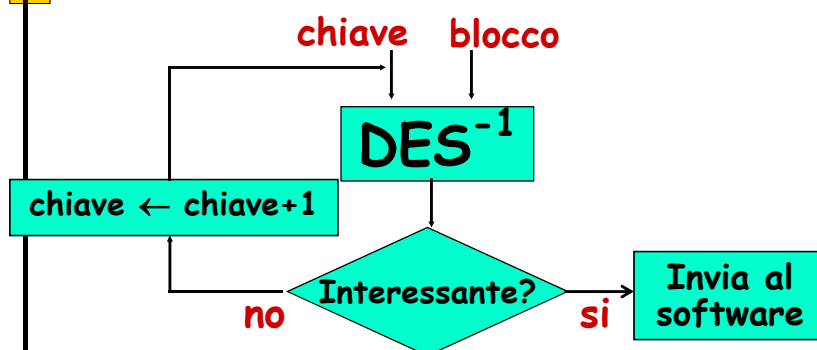 chiave blocco
DES⁻¹
chiave ← chiave+1
Interessante?
no
si
Invia al
software